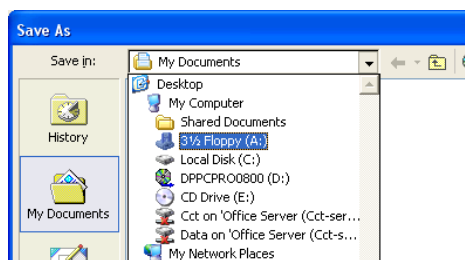 Save As
Save in:
My Documents
Desktop
My Computer
Shared Documents
3½ Floppy (A:)
Local Disk (C:)
DPPCPRO0800 (D:)
CD Drive (E:)
Cct on 'Office Server (Cct-ser...
Data on 'Office Server (Cct-s...
My Network Places
History
My Documents